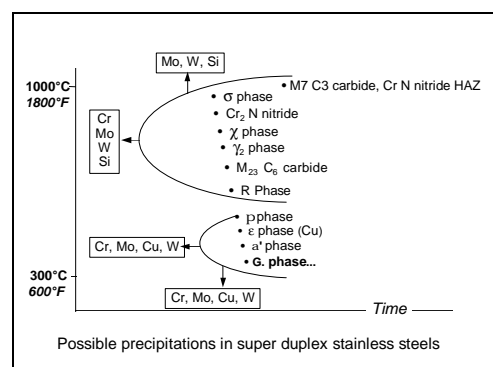 Mo, W, Si
1000°C
1800°F
• M7 C3 carbide, Cr N nitride HAZ
• σ phase
• Cr₂ N nitride
• χ phase
• γ₂ phase
• M₂₃ C₆ carbide
• R Phase
Cr
Mo
W
Si
• p phase
• ε phase (Cu)
• a' phase
• G. phase...
Cr, Mo, Cu, W
300°C
600°F
Cr, Mo, Cu, W
Time
Possible precipitations in super duplex stainless steels